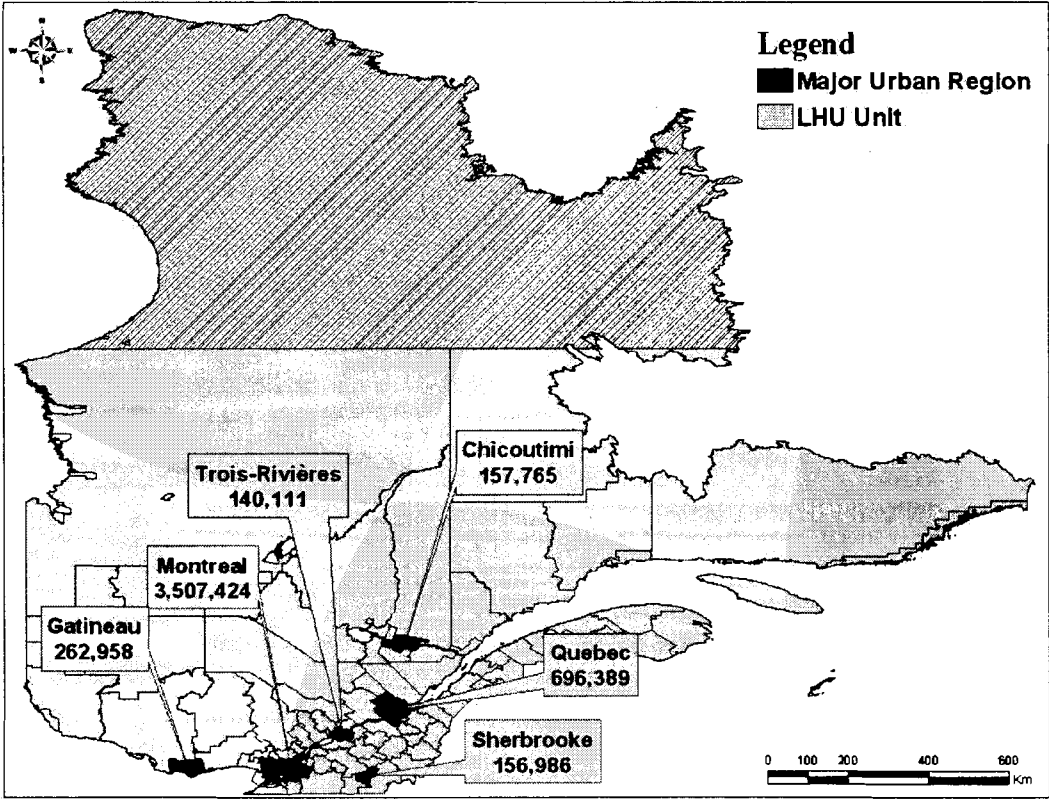 N
W E
S
Legend
Major Urban Region
LHU Unit
Chicoutimi
157,765
Trois-Rivières
140,111
Montreal
3,507,424
Gatineau
262,958
Quebec
696,389
Sherbrooke
156,986
0 100 200 400 600
Km